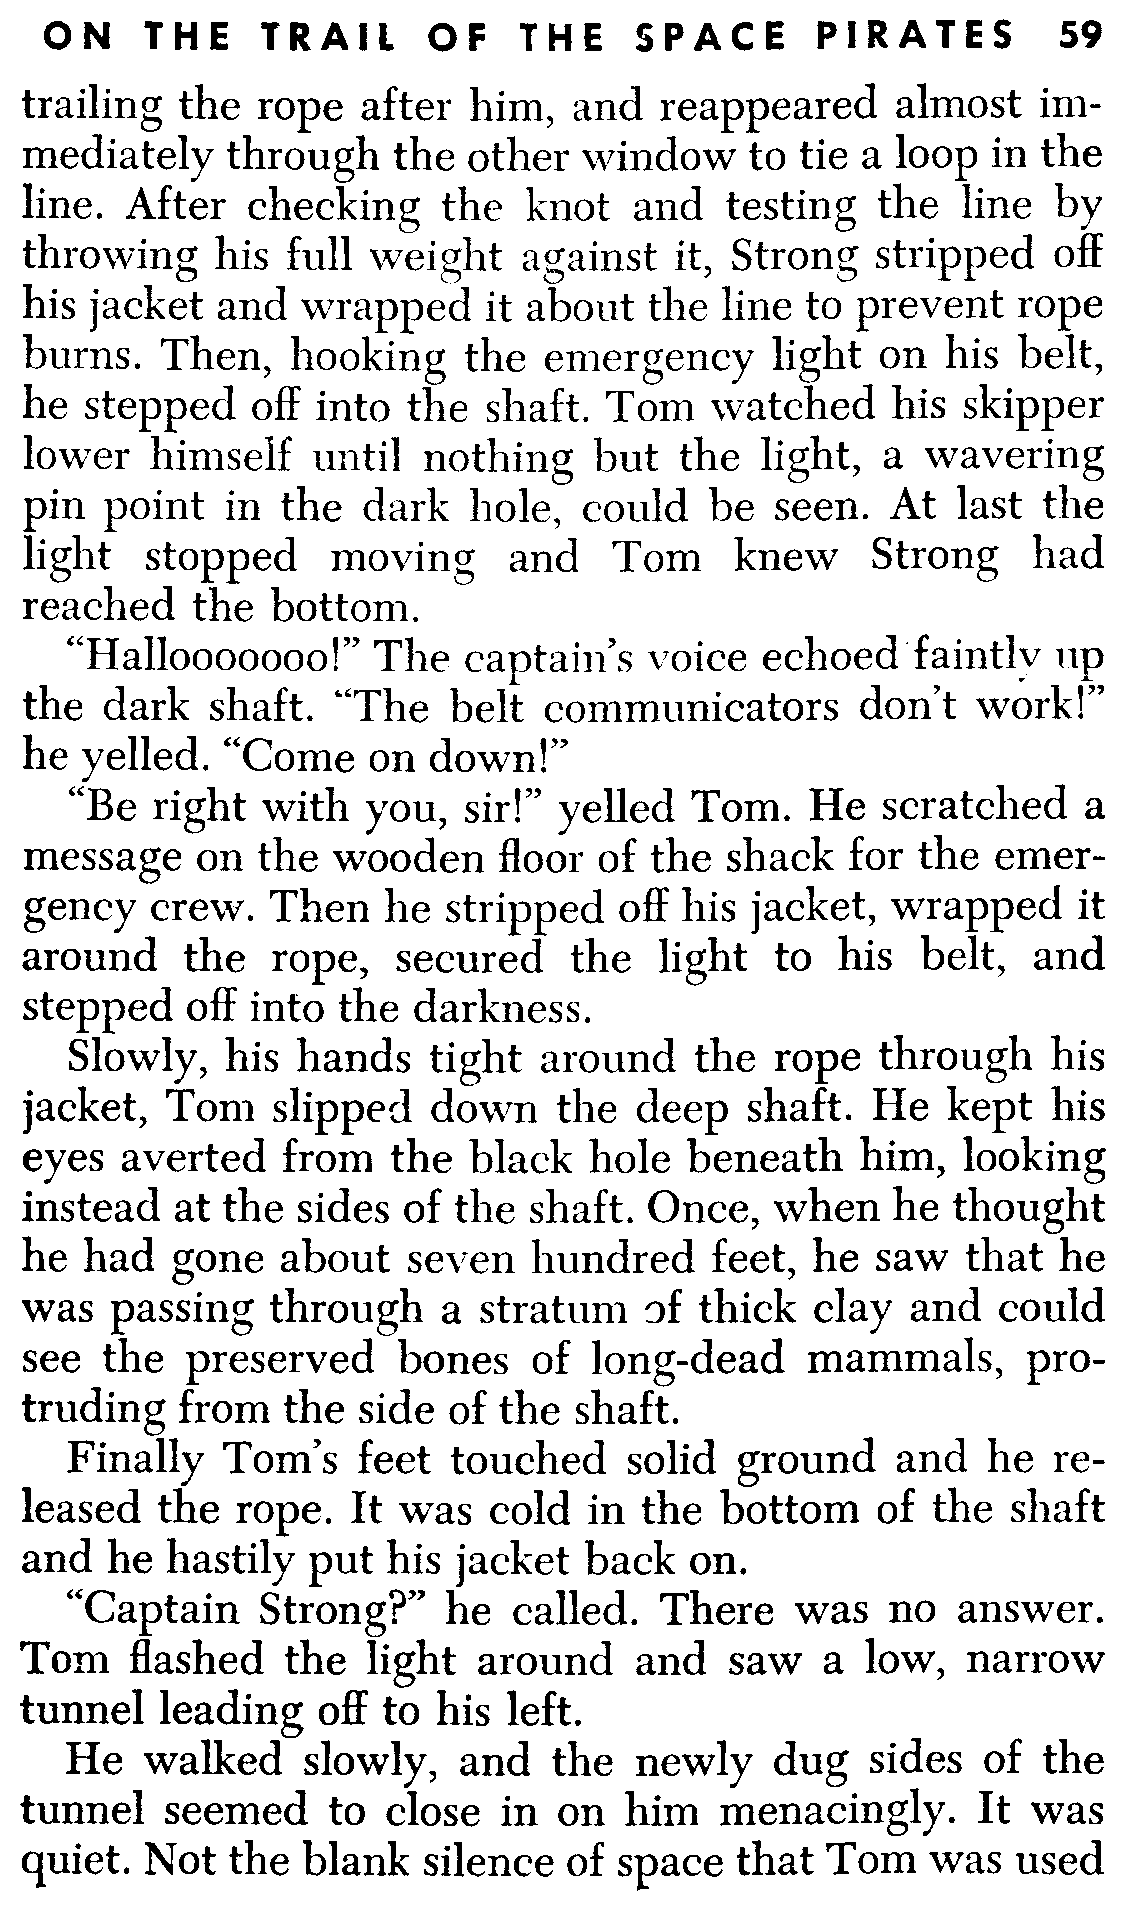 ON THE TRAIL OF THE SPACE PIRATES 59
trailing the rope after him, and reappeared almost im-
mediately through the other window to tie a loop in the
line. After checking the knot and testing the line by
throwing his full weight against it, Strong stripped off
his jacket and wrapped it about the line to prevent rope
burns. Then, hooking the emergency light on his belt,
he stepped off into the shaft. Tom watched his skipper
lower himself until nothing but the light, a wavering
pin point in the dark hole, could be seen. At last the
light stopped moving and Tom knew Strong had
reached the bottom.
“Hallooooooo!” The captain’s voice echoed faintly up
the dark shaft. “The belt communicators don’t work!”
he yelled. “Come on down!”
“Be right with you, sir!” yelled Tom. He scratched a
message on the wooden floor of the shack for the emer-
gency crew. Then he stripped off his jacket, wrapped it
around the rope, secured the light to his belt, and
stepped off into the darkness.
Slowly, his hands tight around the rope through his
jacket, Tom slipped down the deep shaft. He kept his
eyes averted from the black hole beneath him, looking
instead at the sides of the shaft. Once, when he thought
he had gone about seven hundred feet, he saw that he
was passing through a stratum of thick clay and could
see the preserved bones of long-dead mammals, pro-
truding from the side of the shaft.
Finally Tom’s feet touched solid ground and he re-
leased the rope. It was cold in the bottom of the shaft
and he hastily put his jacket back on.
“Captain Strong?” he called. There was no answer.
Tom flashed the light around and saw a low, narrow
tunnel leading off to his left.
He walked slowly, and the newly dug sides of the
tunnel seemed to close in on him menacingly. It was
quiet. Not the blank silence of space that Tom was used